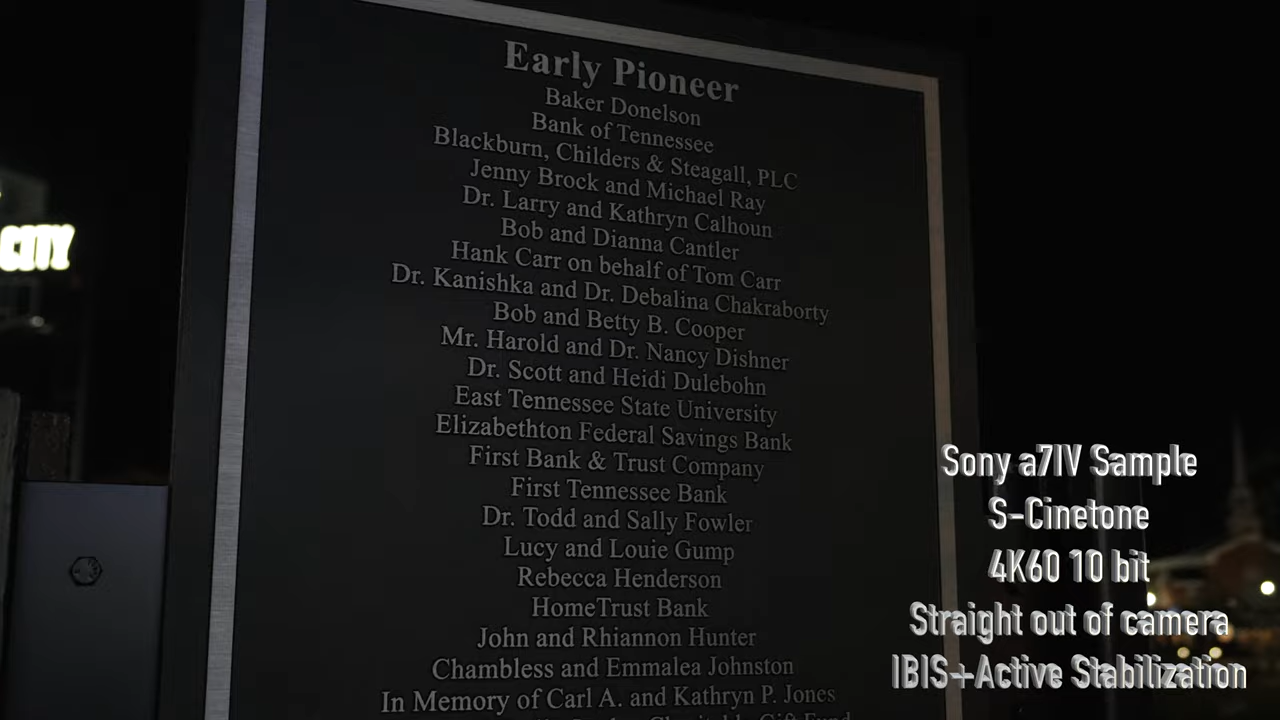 Early Pioneer
Baker Donelson
Bank of Tennessee
Blackburn, Childers & Steagall, PLC
Jenny Brock and Michael Ray
Dr. Larry and Kathryn Calhoun
Bob and Dianna Cantler
Hank Carr on behalf of Tom Carr
Dr. Kanishka and Dr. Debalina Chakraborty
Bob and Betty B. Cooper
Mr. Harold and Dr. Nancy Dishner
Dr. Scott and Heidi Dulebohn
East Tennessee State University
Elizabethton Federal Savings Bank
First Bank & Trust Company
First Tennessee Bank
Dr. Todd and Sally Fowler
Lucy and Louie Gump
Rebecca Henderson
HomeTrust Bank
John and Rhiannon Hunter
Chambless and Emmalea Johnston
In Memory of Carl A. and Kathryn P. Jones
Charitable Gift Fund
CITY
Sony a7IV Sample
S-Cinetone
4K60 10 bit
Straight out of camera
IBIS+Active Stabilization